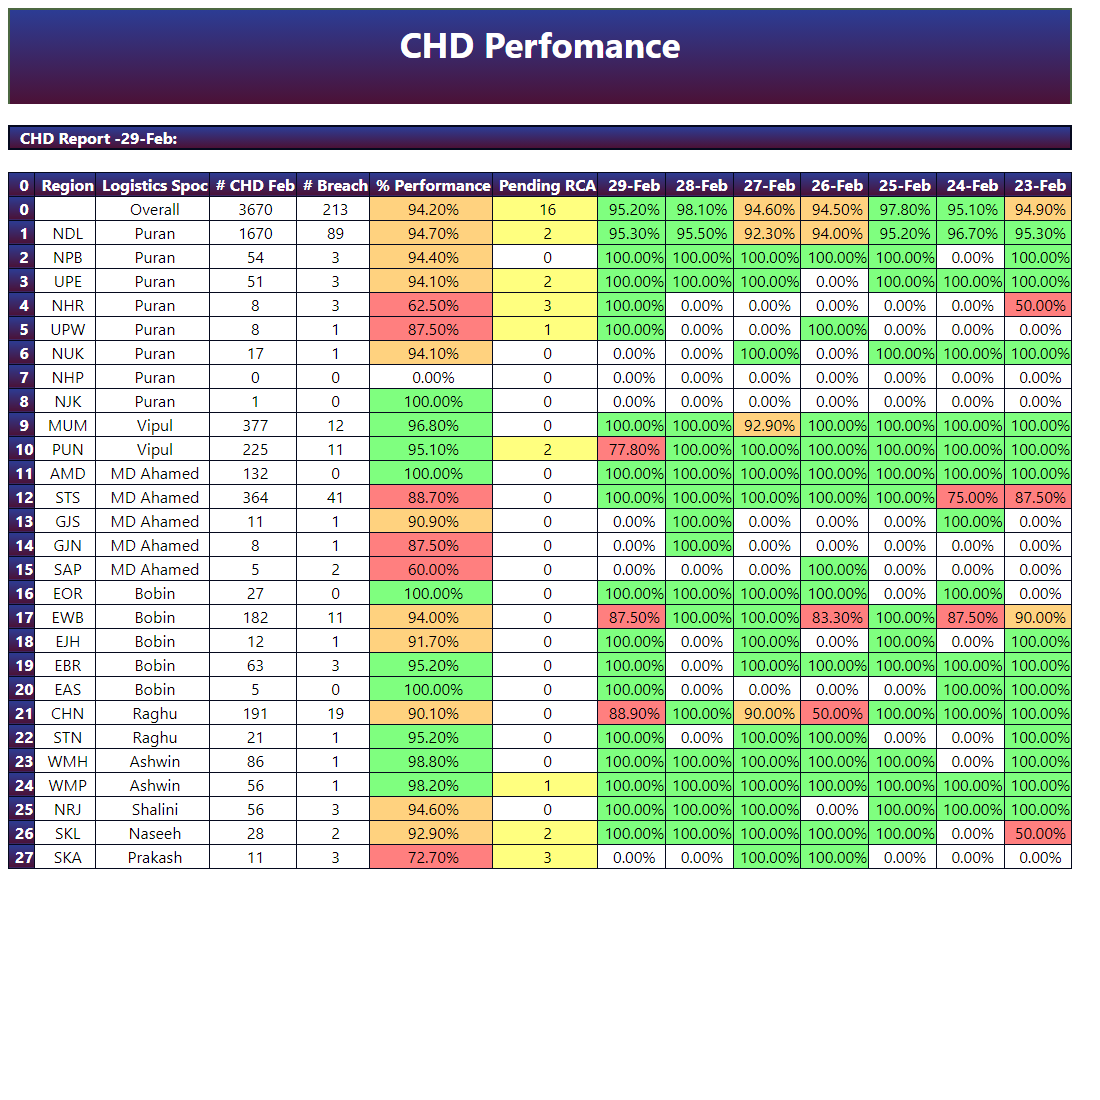 CHD Perfomance
CHD Report -29-Feb:
0 Region Logistics Spoc # CHD Feb # Breach % Performance Pending RCA 29-Feb 28-Feb 27-Feb 26-Feb 25-Feb 24-Feb 23-Feb
0 Overall 3670 213 94.20% 16 95.20% 98.10% 94.60% 94.50% 97.80% 95.10% 94.90%
1 NDL Puran 1670 89 94.70% 2 95.30% 95.50% 92.30% 94.00% 95.20% 96.70% 95.30%
2 NPB Puran 54 3 94.40% 0 100.00% 100.00% 100.00% 100.00% 100.00% 0.00% 100.00%
3 UPE Puran 51 3 94.10% 2 100.00% 100.00% 100.00% 0.00% 100.00% 100.00% 100.00%
4 NHR Puran 8 3 62.50% 3 100.00% 0.00% 0.00% 0.00% 0.00% 0.00% 50.00%
5 UPW Puran 8 1 87.50% 1 100.00% 0.00% 0.00% 100.00% 0.00% 0.00% 0.00%
6 NUK Puran 17 1 94.10% 0 0.00% 0.00% 100.00% 0.00% 100.00% 100.00% 100.00%
7 NHP Puran 0 0 0.00% 0 0.00% 0.00% 0.00% 0.00% 0.00% 0.00% 0.00%
8 NJK Puran 1 0 100.00% 0 0.00% 0.00% 0.00% 0.00% 0.00% 0.00% 0.00%
9 MUM Vipul 377 12 96.80% 0 100.00% 100.00% 92.90% 100.00% 100.00% 100.00% 100.00%
10 PUN Vipul 225 11 95.10% 2 77.80% 100.00% 100.00% 100.00% 100.00% 100.00% 100.00%
11 AMD MD Ahamed 132 0 100.00% 0 100.00% 100.00% 100.00% 100.00% 100.00% 100.00% 100.00%
12 STS MD Ahamed 364 41 88.70% 0 100.00% 100.00% 100.00% 100.00% 100.00% 75.00% 87.50%
13 GJS MD Ahamed 11 1 90.90% 0 0.00% 100.00% 0.00% 0.00% 0.00% 100.00% 0.00%
14 GJN MD Ahamed 8 1 87.50% 0 0.00% 100.00% 0.00% 0.00% 0.00% 0.00% 0.00%
15 SAP MD Ahamed 5 2 60.00% 0 0.00% 0.00% 0.00% 100.00% 0.00% 0.00% 0.00%
16 EOR Bobin 27 0 100.00% 0 100.00% 100.00% 100.00% 100.00% 0.00% 100.00% 0.00%
17 EWB Bobin 182 11 94.00% 0 87.50% 100.00% 100.00% 83.30% 100.00% 87.50% 90.00%
18 EJH Bobin 12 1 91.70% 0 100.00% 0.00% 100.00% 0.00% 100.00% 0.00% 100.00%
19 EBR Bobin 63 3 95.20% 0 100.00% 0.00% 100.00% 100.00% 100.00% 100.00% 100.00%
20 EAS Bobin 5 0 100.00% 0 100.00% 0.00% 0.00% 0.00% 0.00% 100.00% 100.00%
21 CHN Raghu 191 19 90.10% 0 88.90% 100.00% 90.00% 50.00% 100.00% 100.00% 100.00%
22 STN Raghu 21 1 95.20% 0 100.00% 0.00% 100.00% 100.00% 0.00% 0.00% 100.00%
23 WMH Ashwin 86 1 98.80% 0 100.00% 100.00% 100.00% 100.00% 100.00% 0.00% 100.00%
24 WMP Ashwin 56 1 98.20% 1 100.00% 100.00% 100.00% 100.00% 100.00% 100.00% 100.00%
25 NRJ Shalini 56 3 94.60% 0 100.00% 100.00% 100.00% 0.00% 100.00% 100.00% 100.00%
26 SKL Naseeh 28 2 92.90% 2 100.00% 100.00% 100.00% 100.00% 100.00% 0.00% 50.00%
27 SKA Prakash 11 3 72.70% 3 0.00% 0.00% 100.00% 100.00% 0.00% 0.00% 0.00%